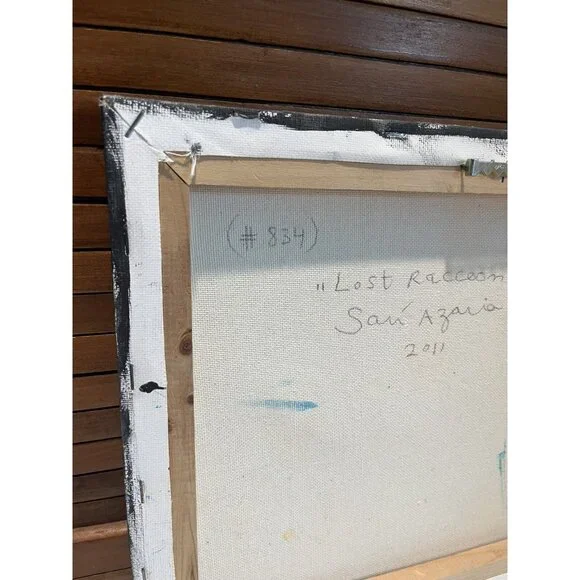 (# 834)
"Lost Raccoon
Sari Azaria
2011